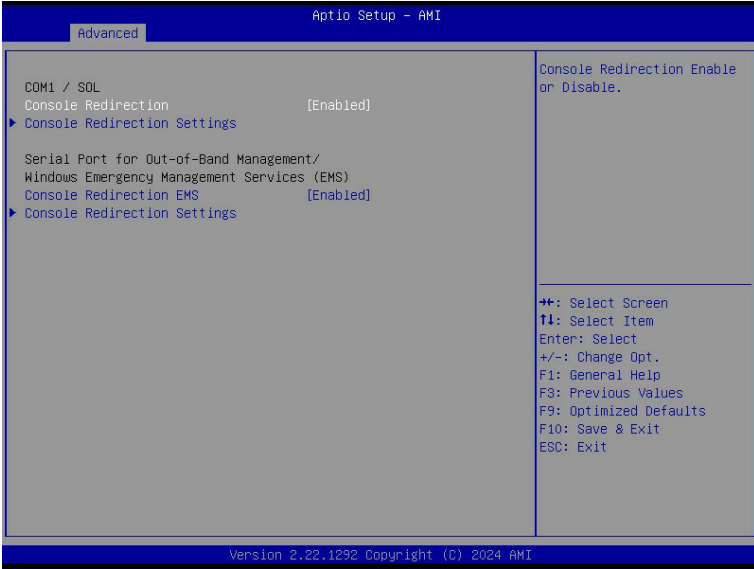 Aptio Setup – AMI
Advanced
COM1 / SOL
Console Redirection [Enabled]
▶ Console Redirection Settings
Serial Port for Out-of-Band Management/
Windows Emergency Management Services (EMS)
Console Redirection EMS [Enabled]
▶ Console Redirection Settings
Console Redirection Enable
or Disable.
→←: Select Screen
↑↓: Select Item
Enter: Select
+/-: Change Opt.
F1: General Help
F3: Previous Values
F9: Optimized Defaults
F10: Save & Exit
ESC: Exit
Version 2.22.1292 Copyright (C) 2024 AMI